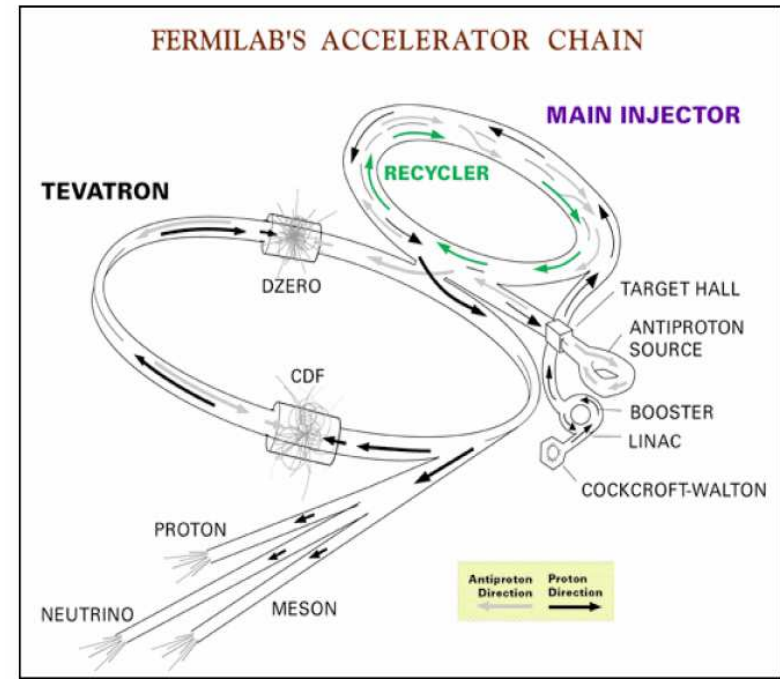 FERMILAB'S ACCELERATOR CHAIN
MAIN INJECTOR
RECYCLER
TEVATRON
DZERO
TARGET HALL
ANTIPROTON
SOURCE
CDF
BOOSTER
LINAC
COCKCROFT-WALTON
PROTON
NEUTRINO
MESON
Antiproton Proton
Direction Direction